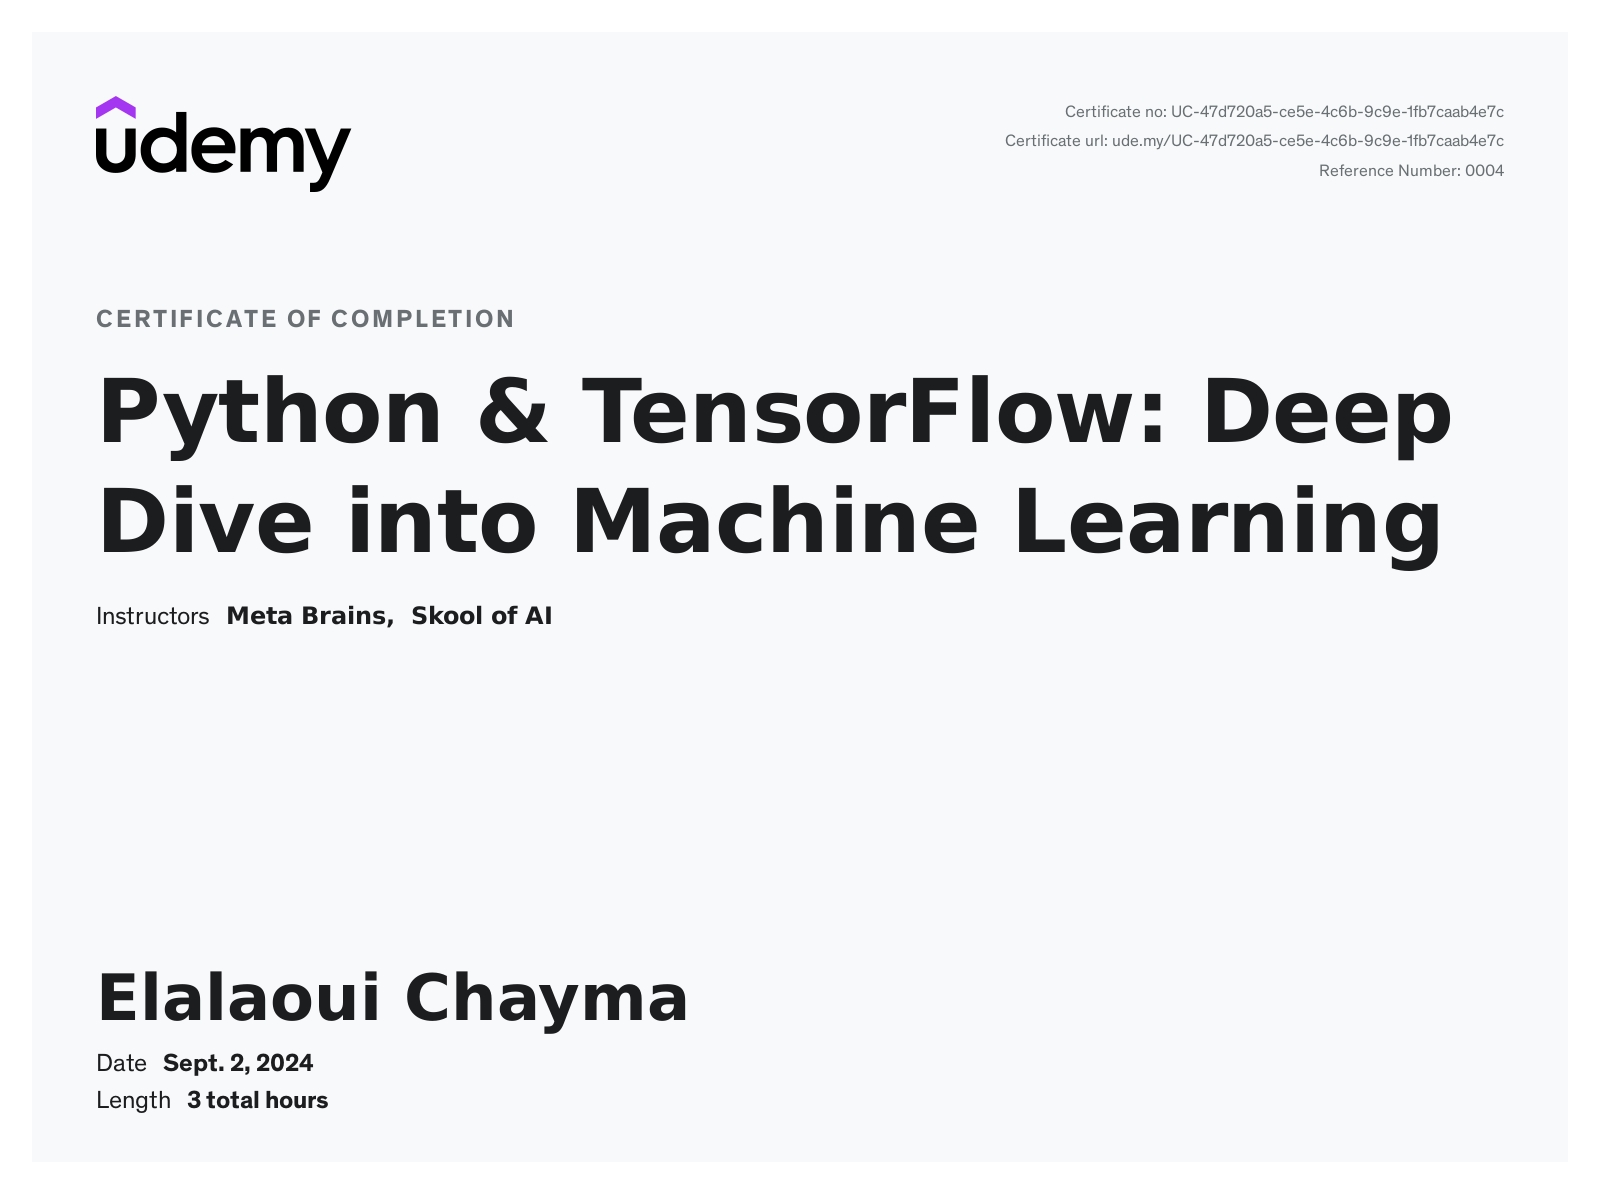 udemy
Certificate no: UC-47d720a5-ce5e-4c6b-9c9e-1fb7caab4e7c
Certificate url: ude.my/UC-47d720a5-ce5e-4c6b-9c9e-1fb7caab4e7c
Reference Number: 0004
CERTIFICATE OF COMPLETION
Python & TensorFlow: Deep
Dive into Machine Learning
Instructors Meta Brains, Skool of AI
Elalaoui Chayma
Date Sept. 2, 2024
Length 3 total hours